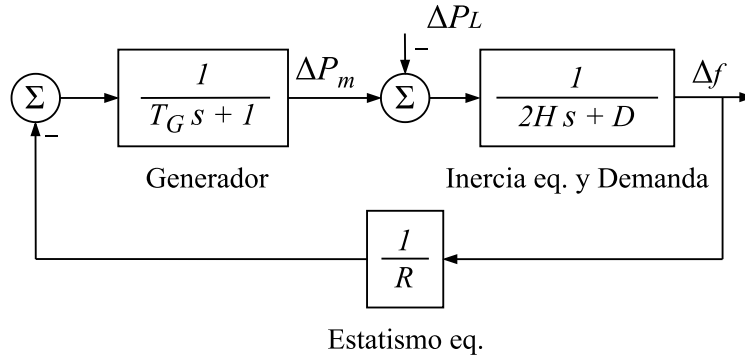 ΔP_L
−
Σ
1
T_G s + 1
ΔP_m
Σ
1
2H s + D
Δf
−
Generador
Inercia eq. y Demanda
1
R
Estatismo eq.